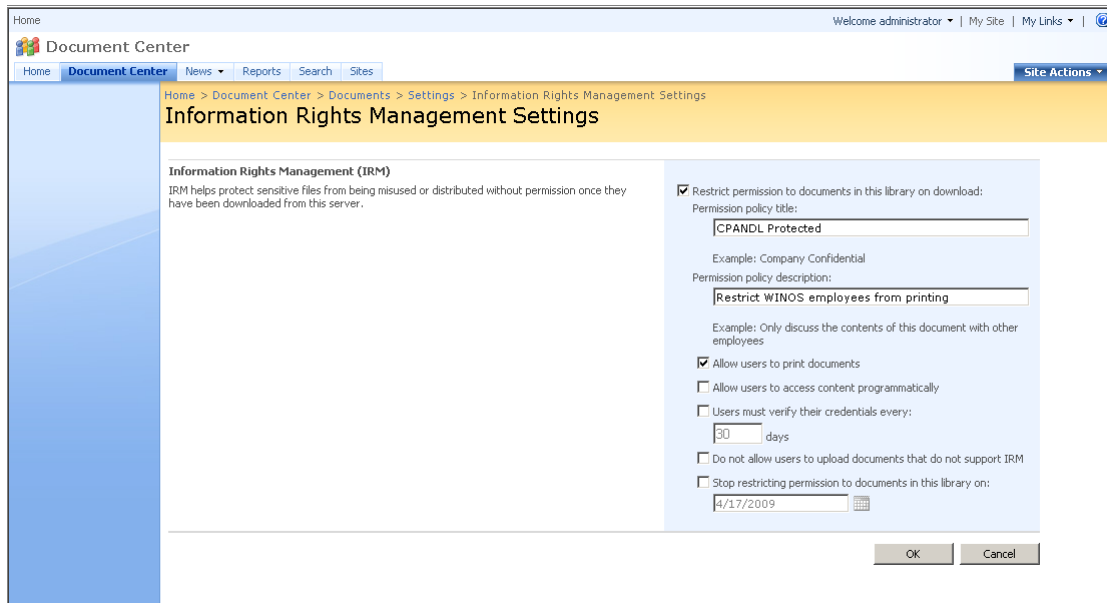 Home Welcome administrator | My Site | My Links |
Document Center
Home Document Center News Reports Search Sites Site Actions
Home > Document Center > Documents > Settings > Information Rights Management Settings
Information Rights Management Settings
Information Rights Management (IRM)
IRM helps protect sensitive files from being misused or distributed without permission once they
have been downloaded from this server.
Restrict permission to documents in this library on download:
Permission policy title:
CPANDL Protected
Example: Company Confidential
Permission policy description:
Restrict WINOS employees from printing
Example: Only discuss the contents of this document with other
employees
Allow users to print documents
Allow users to access content programmatically
Users must verify their credentials every:
30 days
Do not allow users to upload documents that do not support IRM
Stop restricting permission to documents in this library on:
4/17/2009
OK Cancel